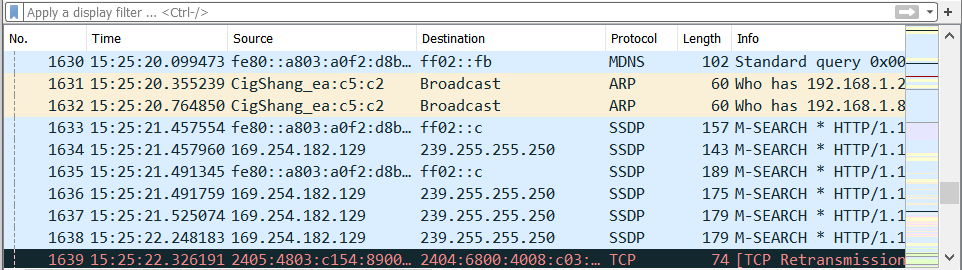 Apply a display filter ... <Ctrl-/>
No. Time Source Destination Protocol Length Info
1630 15:25:20.099473 fe80::a803:a0f2:d8b… ff02::fb MDNS 102 Standard query 0x00
1631 15:25:20.355239 CigShang_ea:c5:c2 Broadcast ARP 60 Who has 192.168.1.2
1632 15:25:20.764850 CigShang_ea:c5:c2 Broadcast ARP 60 Who has 192.168.1.8
1633 15:25:21.457554 fe80::a803:a0f2:d8b… ff02::c SSDP 157 M-SEARCH * HTTP/1.1
1634 15:25:21.457960 169.254.182.129 239.255.255.250 SSDP 143 M-SEARCH * HTTP/1.1
1635 15:25:21.491345 fe80::a803:a0f2:d8b… ff02::c SSDP 189 M-SEARCH * HTTP/1.1
1636 15:25:21.491759 169.254.182.129 239.255.255.250 SSDP 175 M-SEARCH * HTTP/1.1
1637 15:25:21.525074 169.254.182.129 239.255.255.250 SSDP 179 M-SEARCH * HTTP/1.1
1638 15:25:22.248183 169.254.182.129 239.255.255.250 SSDP 179 M-SEARCH * HTTP/1.1
1639 15:25:22.326191 2405:4803:c154:8900… 2404:6800:4008:c03:… TCP 74 [TCP Retransmission